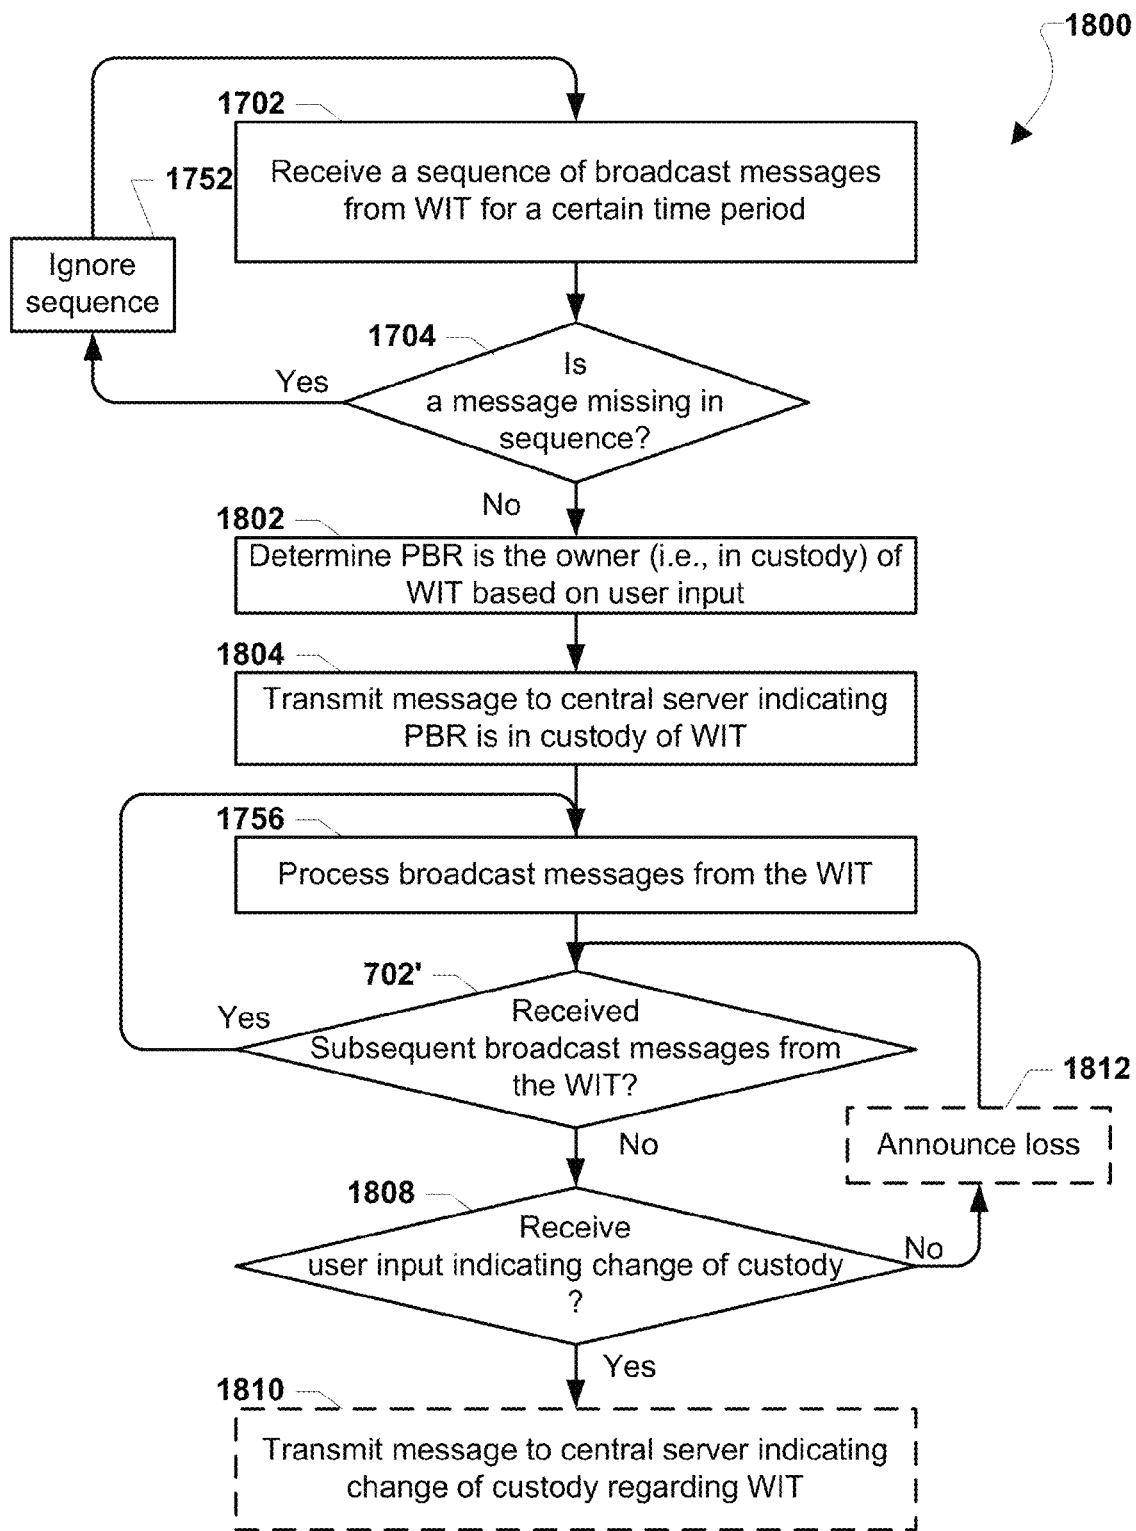 1800
1702
Receive a sequence of broadcast messages
from WIT for a certain time period
1752
Ignore
sequence
1704
Is
a message missing in
sequence?
Yes
No
1802
Determine PBR is the owner (i.e., in custody) of
WIT based on user input
1804
Transmit message to central server indicating
PBR is in custody of WIT
1756
Process broadcast messages from the WIT
702'
Received
Subsequent broadcast messages from
the WIT?
Yes
No
1812
Announce loss
1808
Receive
user input indicating change of custody
?
No
Yes
1810
Transmit message to central server indicating
change of custody regarding WIT